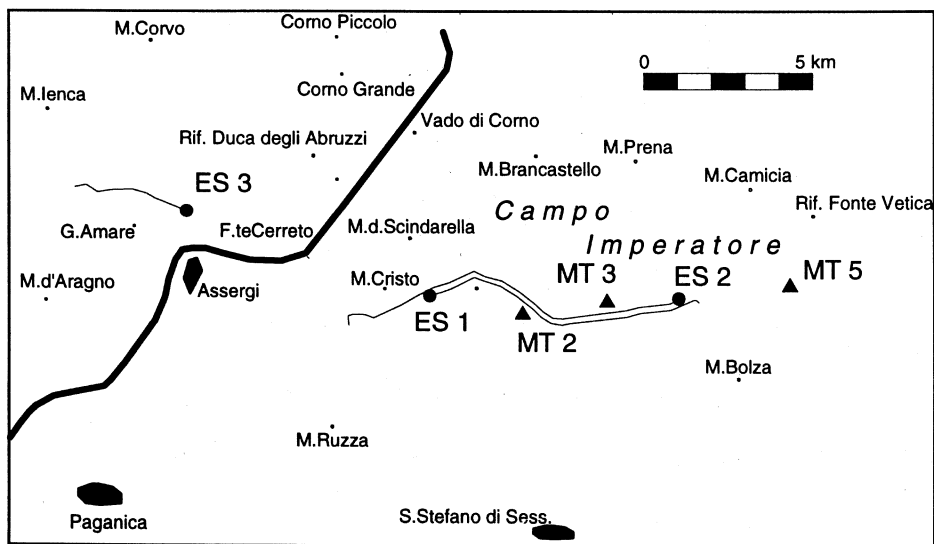 M.Corvo
Corno Piccolo
0 5 km
M.Ienca
Corno Grande
Vado di Corno
Rif. Duca degli Abruzzi
M.Brancastello
M.Prena
M.Camicia
ES 3
Rif. Fonte Vetica
Campo
G.Amare
F.teCerreto
M.d.Scindarella
Imperatore
M.d'Aragno
Assergi
M.Cristo
MT 3
ES 2
MT 5
ES 1
MT 2
M.Bolza
M.Ruzza
Paganica
S.Stefano di Sess.